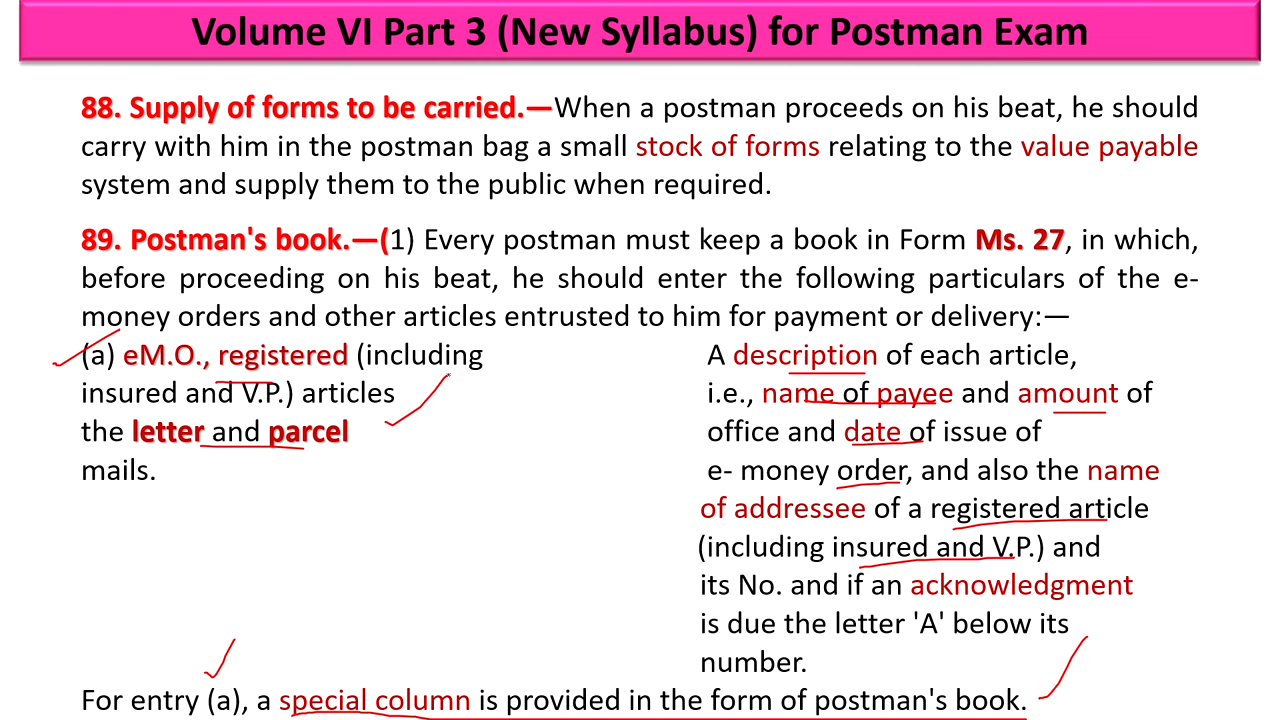 Volume VI Part 3 (New Syllabus) for Postman Exam
88. Supply of forms to be carried.—When a postman proceeds on his beat, he should
carry with him in the postman bag a small stock of forms relating to the value payable
system and supply them to the public when required.
89. Postman's book.—(1) Every postman must keep a book in Form Ms. 27, in which,
before proceeding on his beat, he should enter the following particulars of the e-
money orders and other articles entrusted to him for payment or delivery:—
(a) eM.O., registered (including
insured and V.P.) articles
the letter and parcel
mails.
A description of each article,
i.e., name of payee and amount of
office and date of issue of
e- money order, and also the name
of addressee of a registered article
(including insured and V.P.) and
its No. and if an acknowledgment
is due the letter 'A' below its
number.
For entry (a), a special column is provided in the form of postman's book.